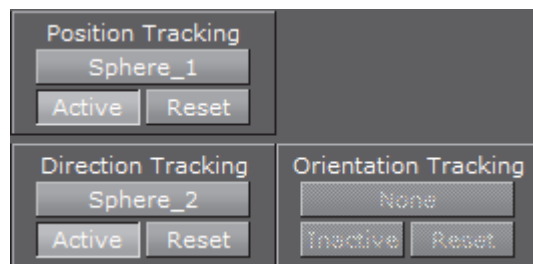 Position Tracking
Sphere_1
Active Reset
Direction Tracking Orientation Tracking
Sphere_2 None
Active Reset Inactive Reset